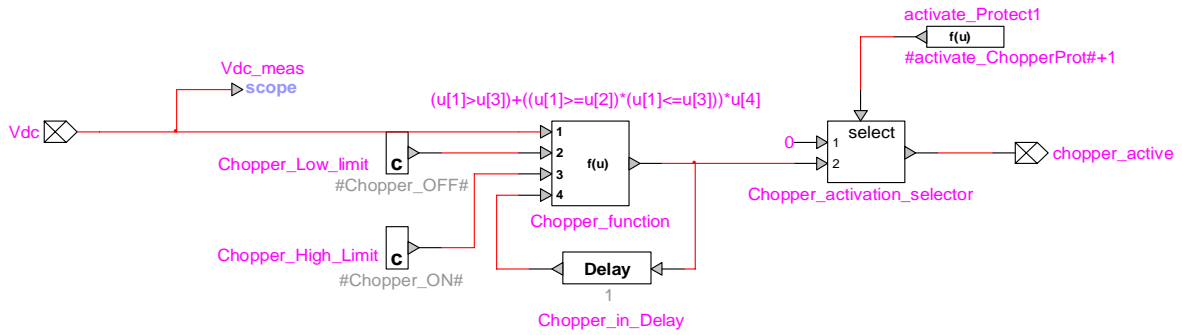 activate_Protect1
f(u)
#activate_ChopperProt#+1
Vdc_meas
scope
(u[1]>u[3])+((u[1]>=u[2])*(u[1]<=u[3]))*u[4]
Vdc
1
2
3
4
f(u)
Chopper_function
C
Chopper_Low_limit
#Chopper_OFF#
C
Chopper_High_Limit
#Chopper_ON#
select
0
1
2
Chopper_activation_selector
chopper_active
Delay
1
Chopper_in_Delay